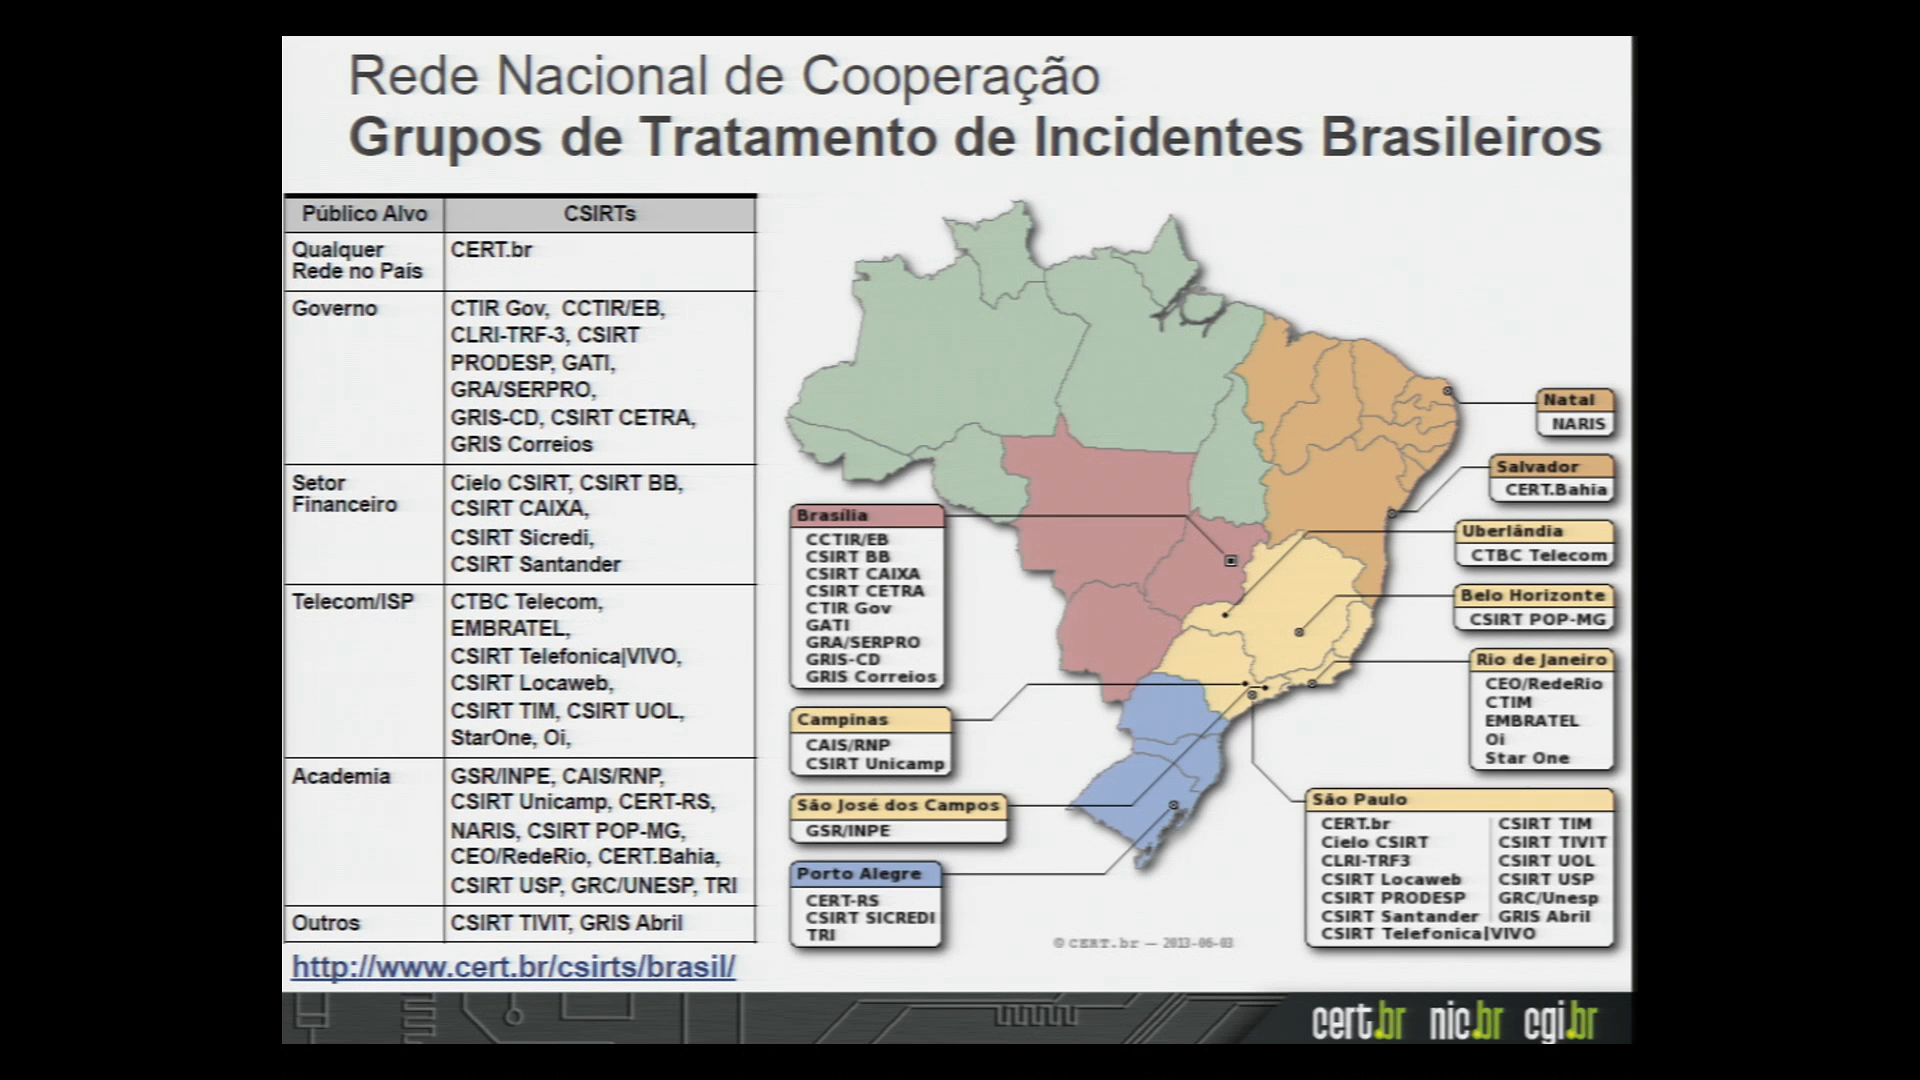 Rede Nacional de Cooperação
Grupos de Tratamento de Incidentes Brasileiros
Público Alvo CSIRTs
Qualquer
Rede no País
CERT.br
Governo
CTIR Gov, CCTIR/EB,
CLRI-TRF-3, CSIRT
PRODESP, GATI,
GRA/SERPRO,
GRIS-CD, CSIRT CETRA,
GRIS Correios
Setor
Financeiro
Cielo CSIRT, CSIRT BB,
CSIRT CAIXA,
CSIRT Sicredi,
CSIRT Santander
Telecom/ISP
CTBC Telecom,
EMBRATEL,
CSIRT Telefonica|VIVO,
CSIRT Locaweb,
CSIRT TIM, CSIRT UOL,
StarOne, Oi,
Academia
GSR/INPE, CAIS/RNP,
CSIRT Unicamp, CERT-RS,
NARIS, CSIRT POP-MG,
CEO/RedeRio, CERT.Bahia,
CSIRT USP, GRC/UNESP, TRI
Outros
CSIRT TIVIT, GRIS Abril
http://www.cert.br/csirts/brasil/
Brasília
CCTIR/EB
CSIRT BB
CSIRT CAIXA
CSIRT CETRA
CTIR Gov
GATI
GRA/SERPRO
GRIS-CD
GRIS Correios
Campinas
CAIS/RNP
CSIRT Unicamp
São José dos Campos
GSR/INPE
Porto Alegre
CERT-RS
CSIRT SICREDI
TRI
Natal
NARIS
Salvador
CERT.Bahia
Uberlândia
CTBC Telecom
Belo Horizonte
CSIRT POP-MG
Rio de Janeiro
CEO/RedeRio
CTIM
EMBRATEL
Oi
Star One
São Paulo
CERT.br CSIRT TIM
Cielo CSIRT CSIRT TIVIT
CLRI-TRF3 CSIRT UOL
CSIRT Locaweb CSIRT USP
CSIRT PRODESP GRC/Unesp
CSIRT Santander GRIS Abril
CSIRT Telefonica|VIVO
© CERT.br — 2013-06-03
cert.br nic.br cgi.br